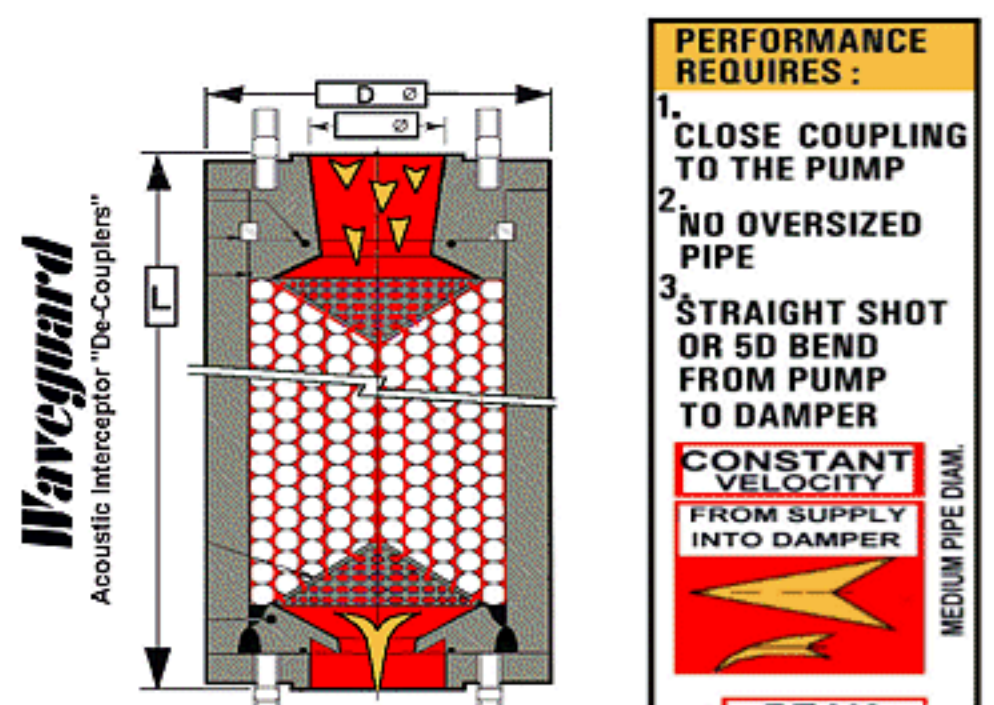 Waveguard
Acoustic Interceptor "De-Couplers"
D ⌀
⌀
L
PERFORMANCE
REQUIRES :
1.
CLOSE COUPLING
TO THE PUMP
2.
NO OVERSIZED
PIPE
3.
STRAIGHT SHOT
OR 5D BEND
FROM PUMP
TO DAMPER
CONSTANT
VELOCITY
FROM SUPPLY
INTO DAMPER
MEDIUM PIPE DIAM.